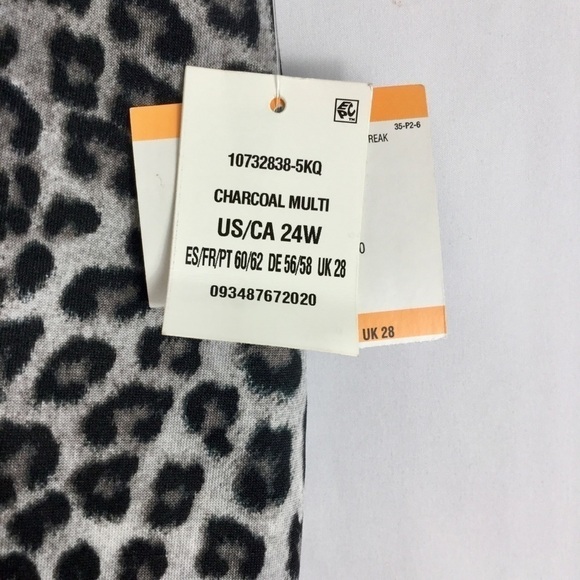 10732838-5KQ
CHARCOAL MULTI
US/CA 24W
ES/FR/PT 60/62 DE 56/58 UK 28
093487672020
35-P2-6
REAK
0
UK 28